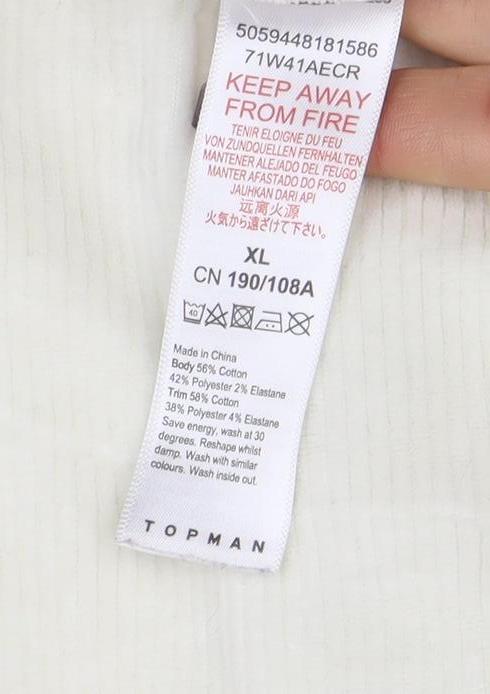 5059448181586
71W41AECR
KEEP AWAY
FROM FIRE
TENIR ELOIGNE DU FEU
VON ZUNDQUELLEN FERNHALTEN
MANTENER ALEJADO DEL FEUGO
MANTER AFASTADO DO FOGO
JAUHKAN DARI API
远离火源
火気から遠ざけて下さい。
XL
CN 190/108A
40
Made in China
Body 56% Cotton
42% Polyester 2% Elastane
Trim 58% Cotton
38% Polyester 4% Elastane
Save energy, wash at 30
degrees. Reshape whilst
damp. Wash with similar
colours. Wash inside out.
TOPMAN